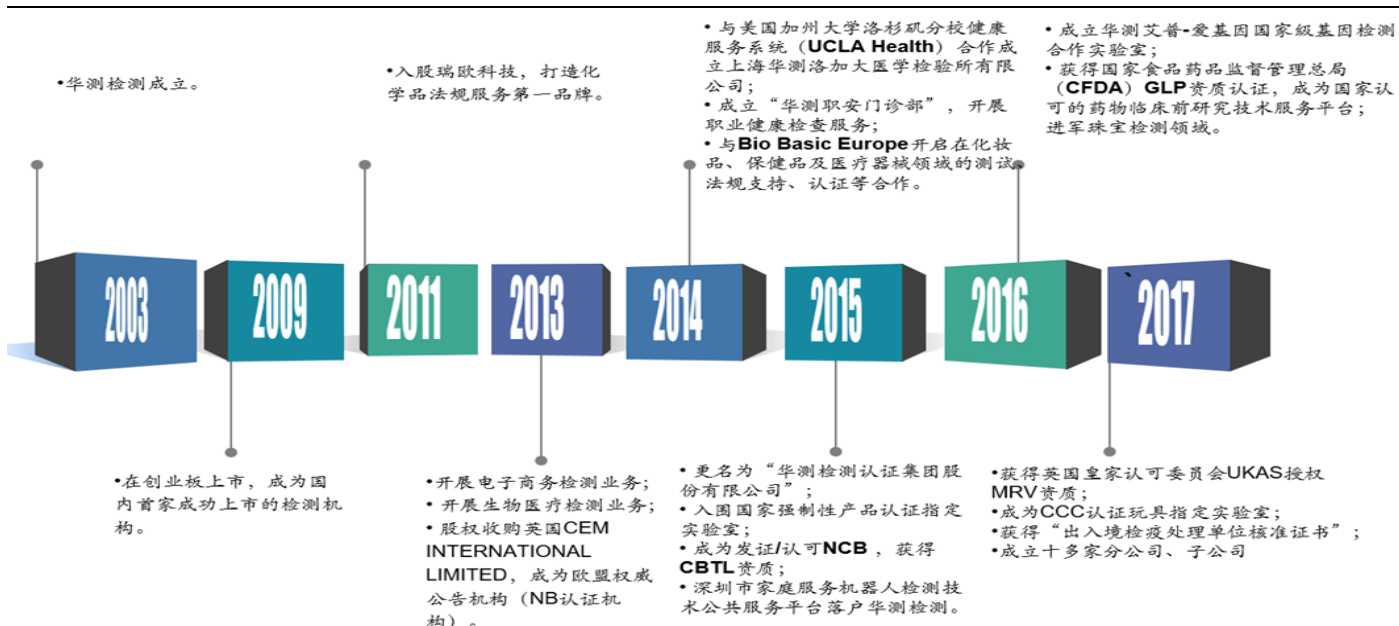 •华测检测成立。
•入股瑞欧科技，打造化
学品法规服务第一品牌。
• 与美国加州大学洛杉矶分校健康
服务系统（UCLA Health）合作成
立上海华测洛加大医学检验所有限
公司；
• 成立“华测职安门诊部”，开展
职业健康检查服务；
• 与Bio Basic Europe开启在化妆
品、保健品及医疗器械领域的测试、
法规支持、认证等合作。
• 成立华测艾普-爱基因国家级基因检测
合作实验室；
• 获得国家食品药品监督管理总局
（CFDA）GLP资质认证，成为国家认
可的药物临床前研究技术服务平台；
进军珠宝检测领域。
2003
2009
2011
2013
2014
2015
2016
` 2017
•在创业板上市，成为国
内首家成功上市的检测机
构。
•开展电子商务检测业务；
• 开展生物医疗检测业务；
• 股权收购英国CEM
INTERNATIONAL
LIMITED，成为欧盟权威
公告机构（NB认证机
构）。
• 更名为“华测检测认证集团股
份有限公司”；
• 入围国家强制性产品认证指定
实验室；
• 成为发证/认可NCB ，获得
CBTL资质；
• 深圳市家庭服务机器人检测技
术公共服务平台落户华测检测。
•获得英国皇家认可委员会UKAS授权
MRV资质；
•成为CCC认证玩具指定实验室；
•获得“出入境检疫处理单位核准证书”；
•成立十多家分公司、子公司